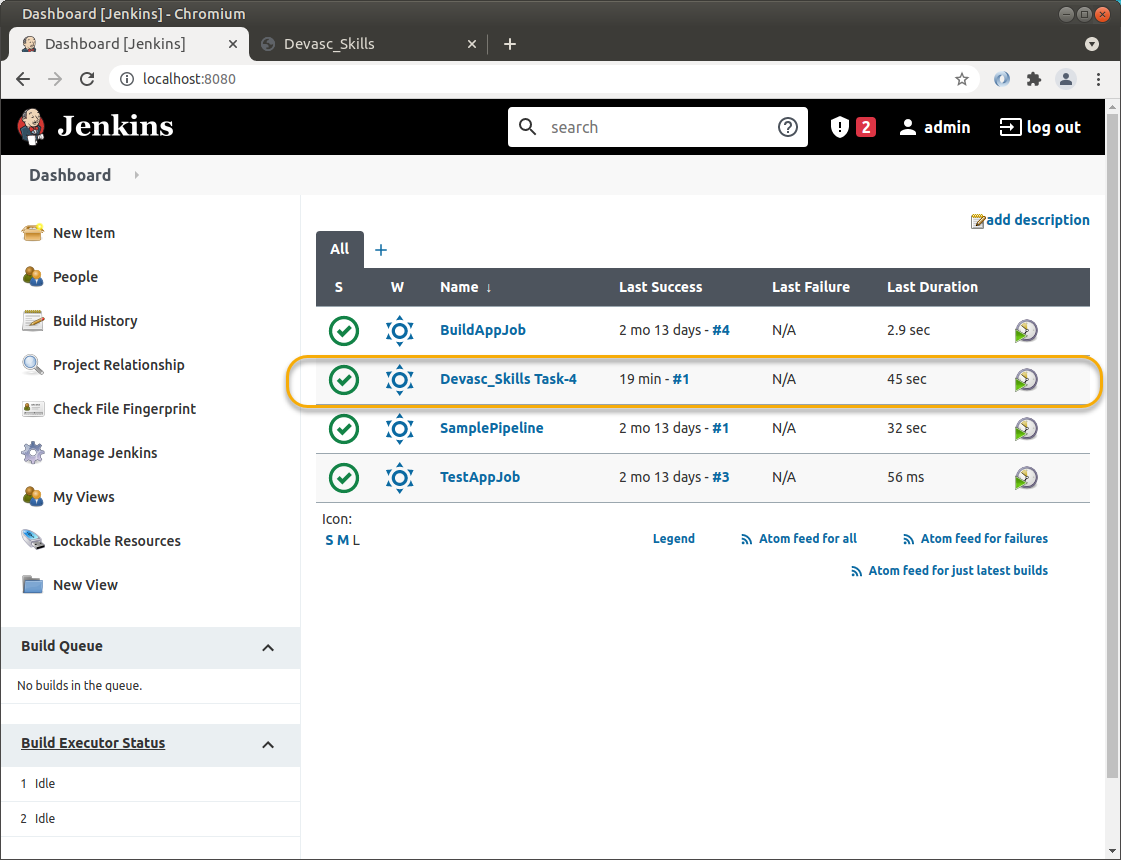 Dashboard [Jenkins] - Chromium
Dashboard [Jenkins] Devasc_Skills
localhost:8080
Jenkins search 2 admin log out
Dashboard
New Item
People
Build History
Project Relationship
Check File Fingerprint
Manage Jenkins
My Views
Lockable Resources
New View
Build Queue
No builds in the queue.
Build Executor Status
1 Idle
2 Idle
add description
All +
S W Name ↓ Last Success Last Failure Last Duration
BuildAppJob 2 mo 13 days - #4 N/A 2.9 sec
Devasc_Skills Task-4 19 min - #1 N/A 45 sec
SamplePipeline 2 mo 13 days - #1 N/A 32 sec
TestAppJob 2 mo 13 days - #3 N/A 56 ms
Icon:
S M L
Legend Atom feed for all Atom feed for failures
Atom feed for just latest builds